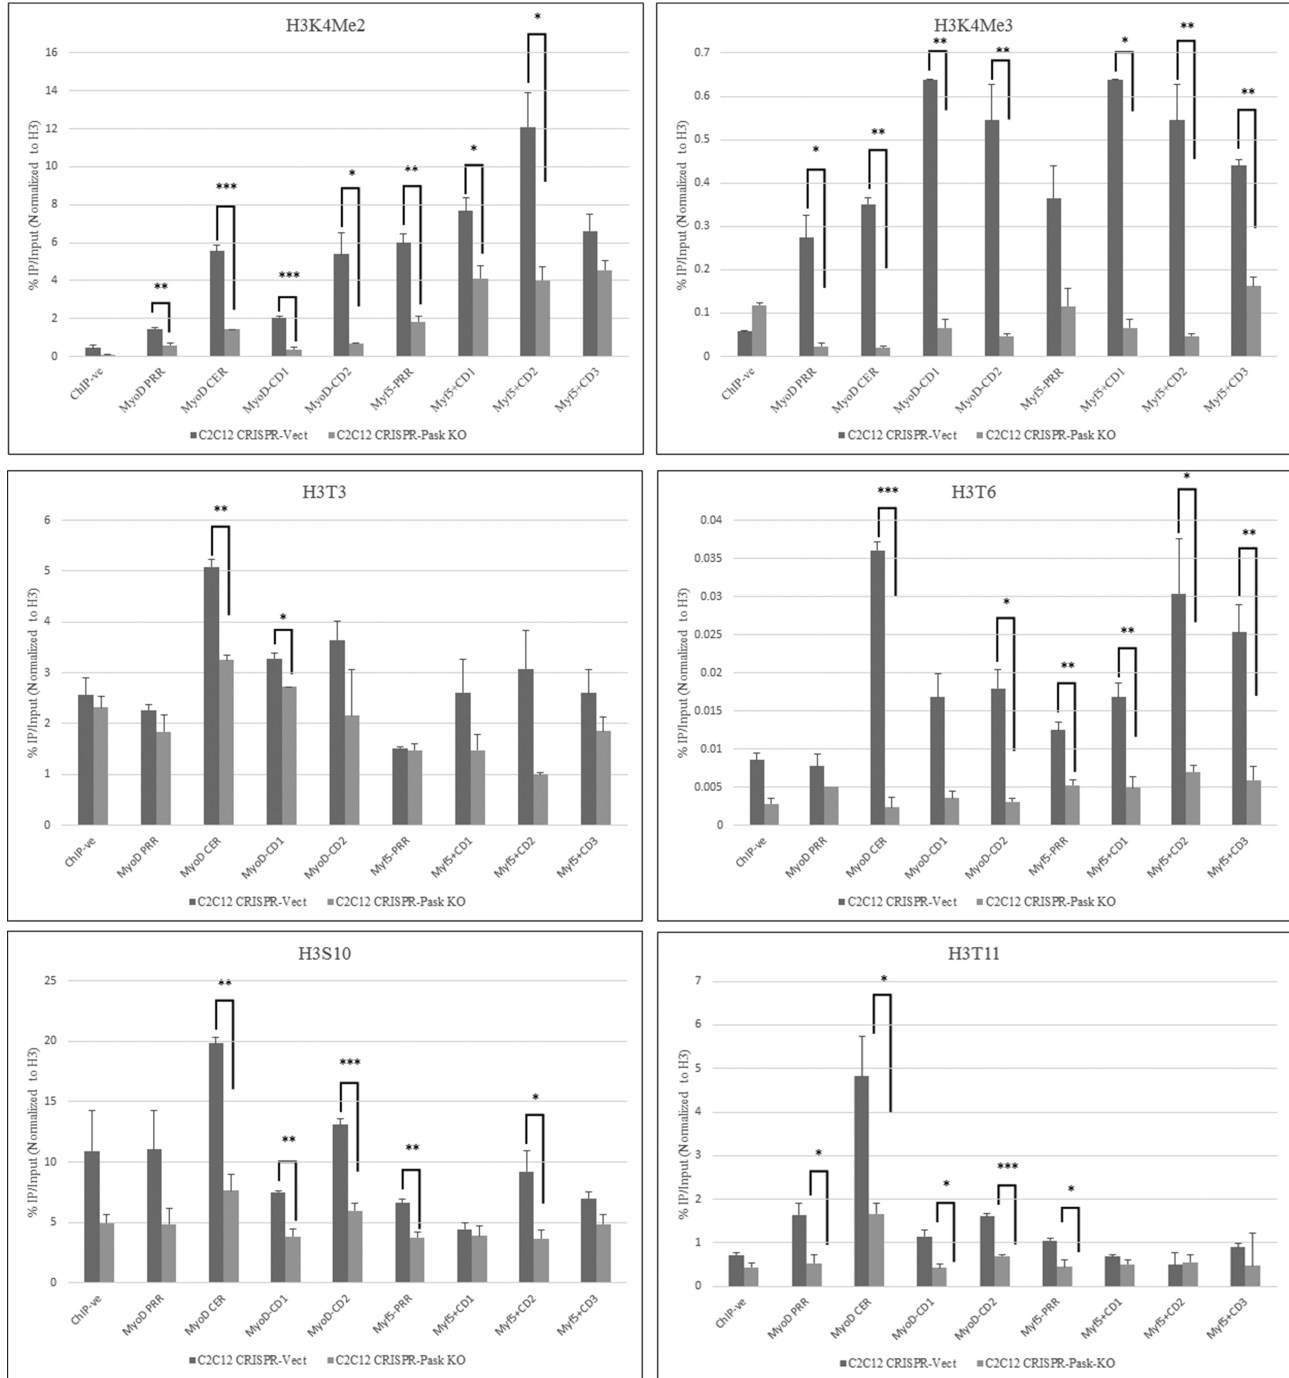 H3K4Me2
% IP/Input (Normalized to H3)
16
14
12
10
8
6
4
2
0
** *** *** * ** * *
ChIP-ve MyoD PRR MyoD CER MyoD-CD1 MyoD-CD2 Myf5-PRR Myf5+CD1 Myf5+CD2 Myf5+CD3
C2C12 CRISPR-Vect C2C12 CRISPR-Pask KO
H3K4Me3
% IP/Input (Normalized to H3)
0.7
0.6
0.5
0.4
0.3
0.2
0.1
0
* ** ** ** * ** **
ChIP-ve MyoD PRR MyoD CER MyoD-CD1 MyoD-CD2 Myf5-PRR Myf5+CD1 Myf5+CD2 Myf5+CD3
C2C12 CRISPR-Vect C2C12 CRISPR-Pask KO
H3T3
% IP/Input (Normalized to H3)
6
5
4
3
2
1
0
** *
ChIP-ve MyoD PRR MyoD CER MyoD-CD1 MyoD-CD2 Myf5-PRR Myf5+CD1 Myf5+CD2 Myf5+CD3
C2C12 CRISPR-Vect C2C12 CRISPR-Pask KO
H3T6
% IP/Input (Normalized to H3)
0.04
0.035
0.03
0.025
0.02
0.015
0.01
0.005
0
*** * ** ** * **
ChIP-ve MyoD PRR MyoD CER MyoD-CD1 MyoD-CD2 Myf5-PRR Myf5+CD1 Myf5+CD2 Myf5+CD3
C2C12 CRISPR-Vect C2C12 CRISPR-Pask KO
H3S10
% IP/Input (Normalized to H3)
25
20
15
10
5
0
** ** *** ** *
ChIP-ve MyoD PRR MyoD CER MyoD-CD1 MyoD-CD2 Myf5-PRR Myf5+CD1 Myf5+CD2 Myf5+CD3
C2C12 CRISPR-Vect C2C12 CRISPR-Pask KO
H3T11
% IP/Input (Normalized to H3)
7
6
5
4
3
2
1
0
* * * *** *
ChIP-ve MyoD PRR MyoD CER MyoD-CD1 MyoD-CD2 Myf5-PRR Myf5+CD1 Myf5+CD2 Myf5+CD3
C2C12 CRISPR-Vect C2C12 CRISPR-Pask-KO